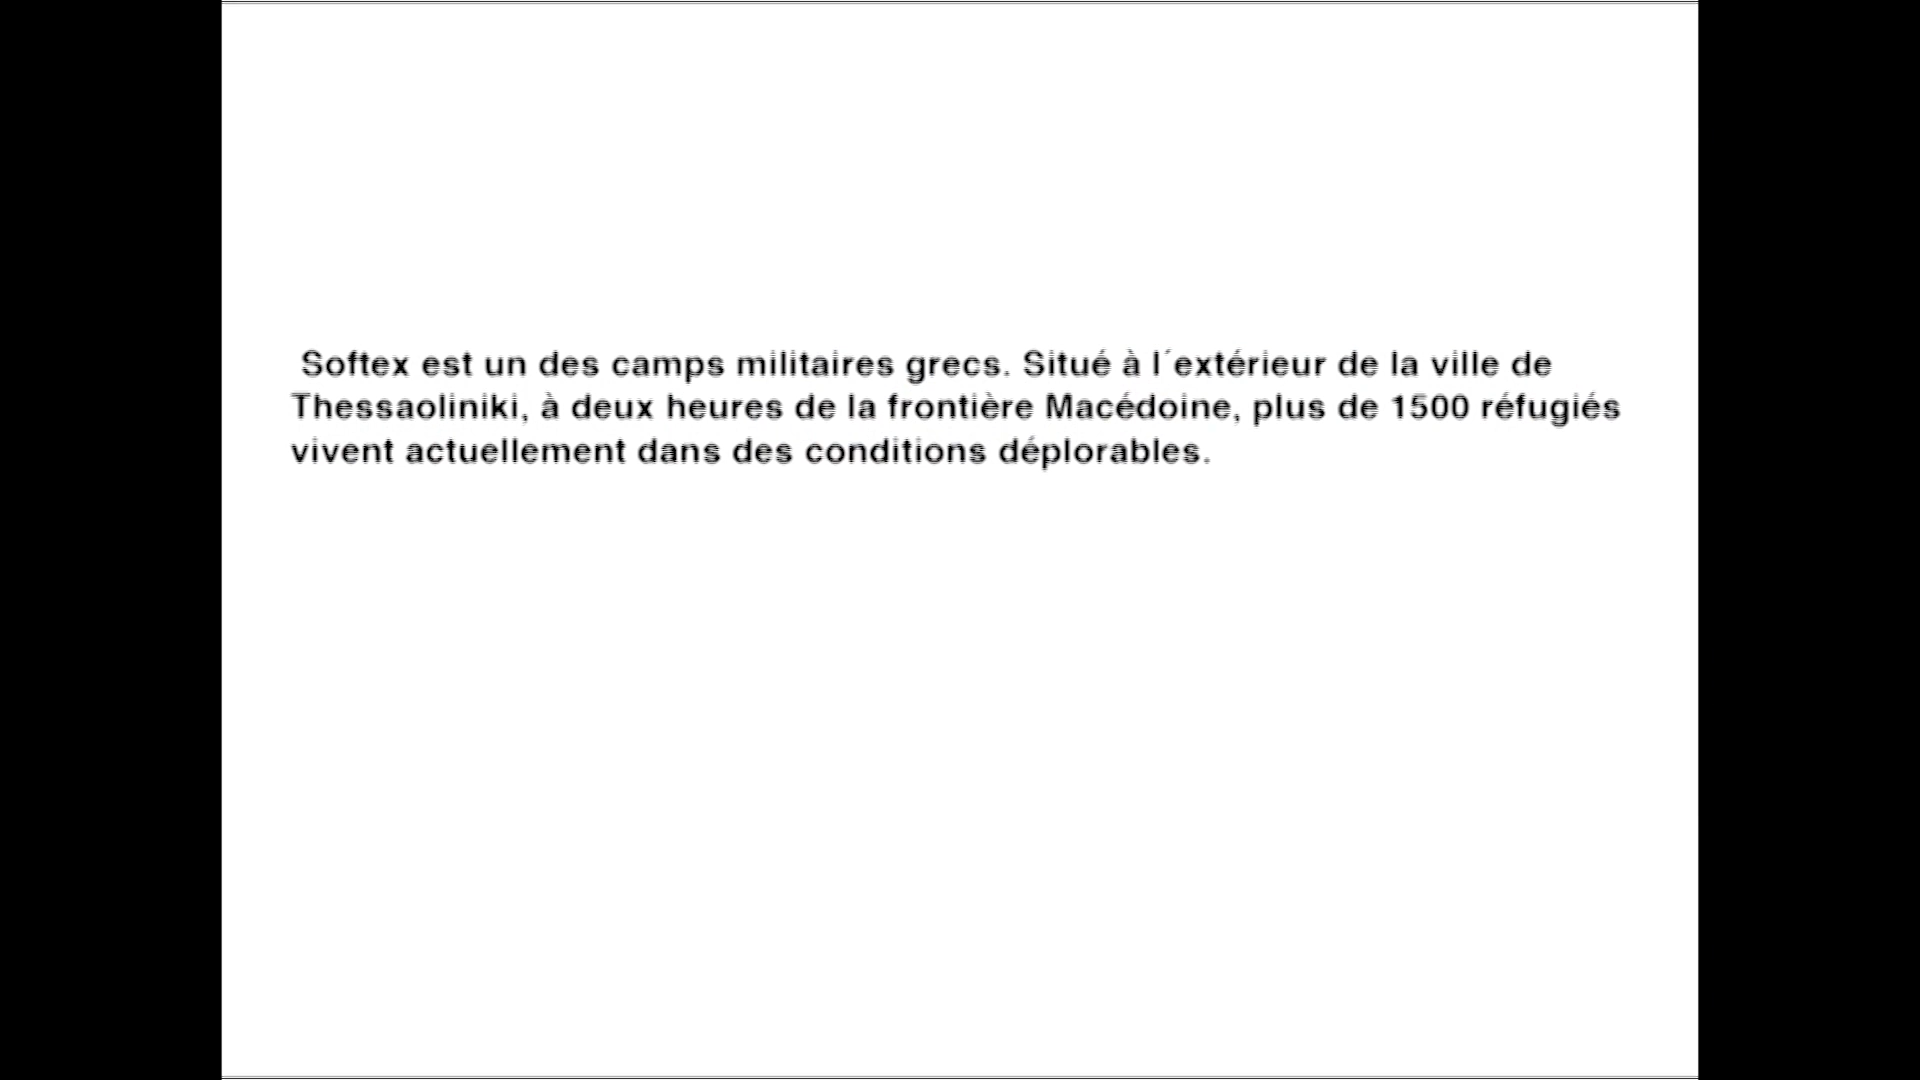 Softex est un des camps militaires grecs. Situé à l´extérieur de la ville de
Thessaoliniki, à deux heures de la frontière Macédoine, plus de 1500 réfugiés
vivent actuellement dans des conditions déplorables.